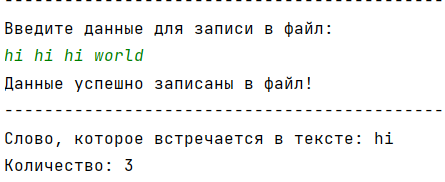 --------------------------------------------
Введите данные для записи в файл:
hi hi hi world
Данные успешно записаны в файл!
--------------------------------------------
Слово, которое встречается в тексте: hi
Количество: 3